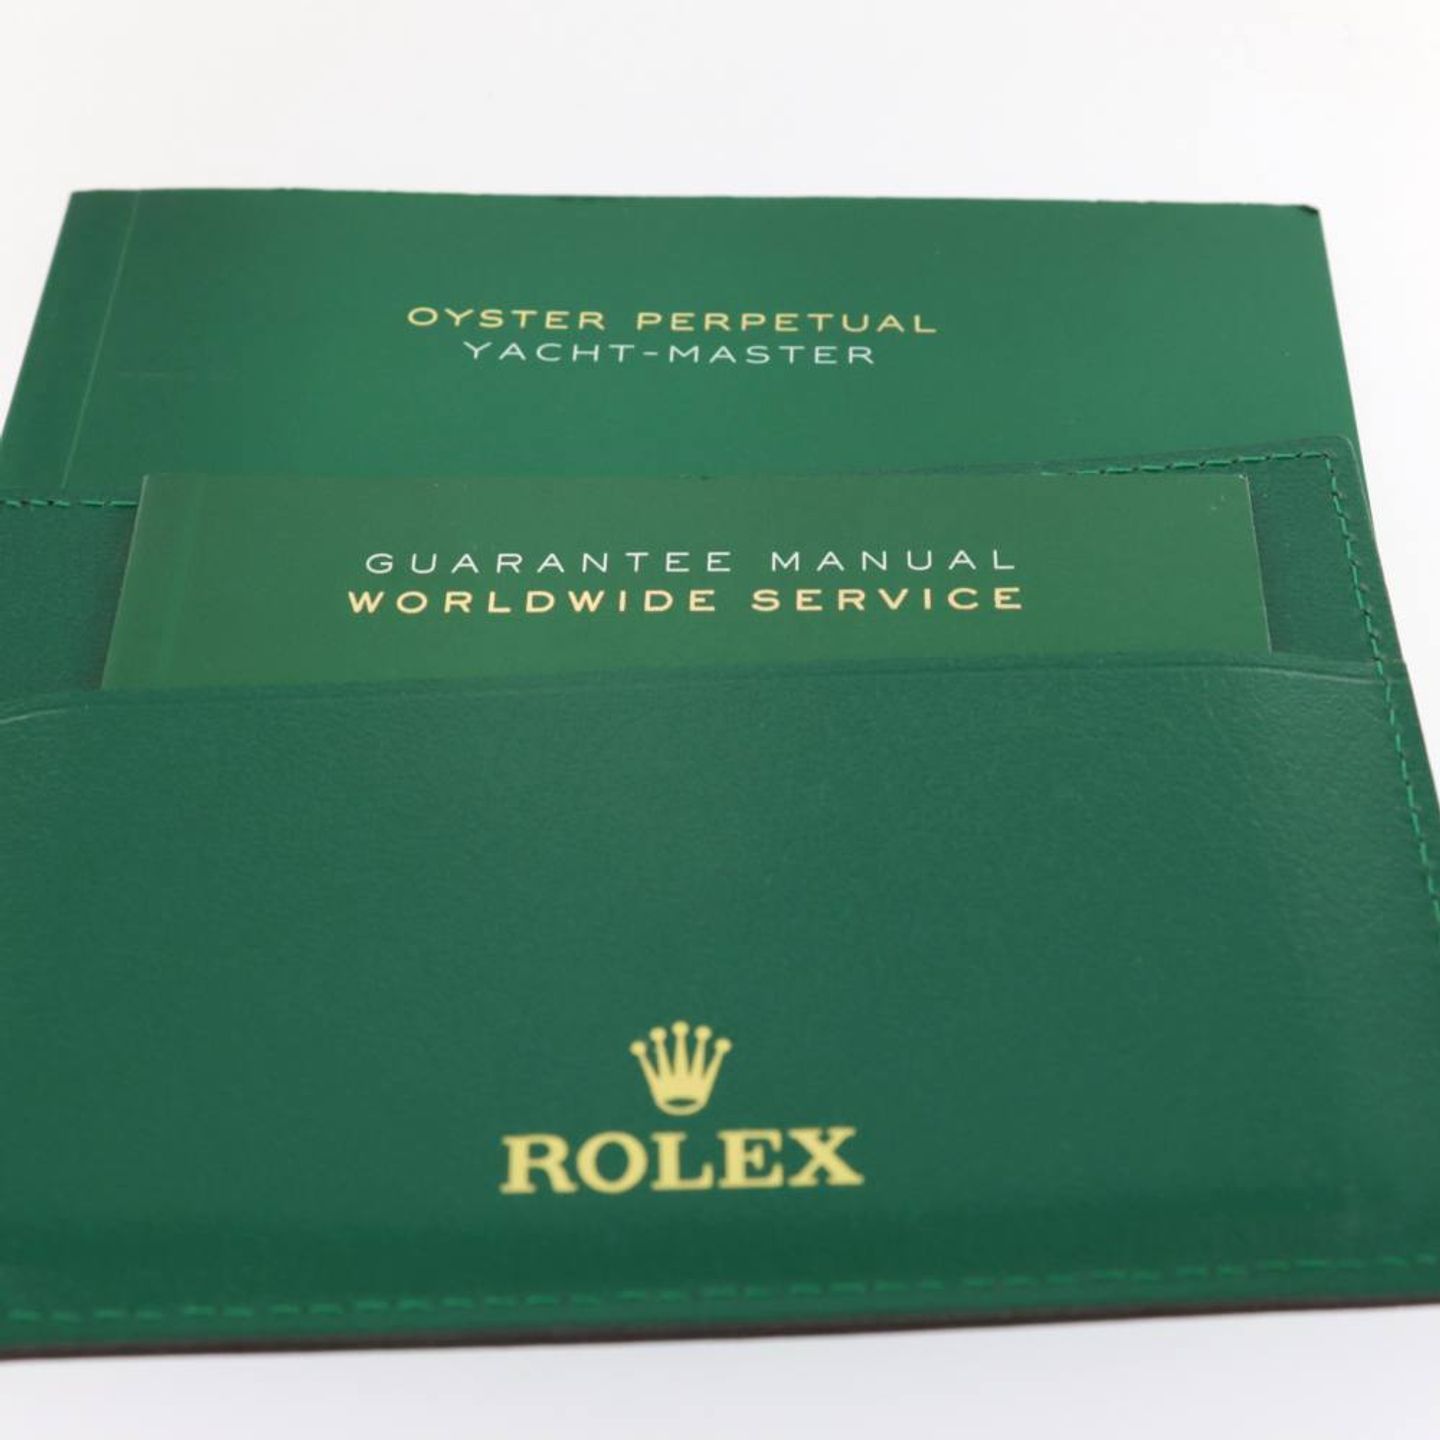 OYSTER PERPETUAL
YACHT-MASTER
GUARANTEE MANUAL
WORLDWIDE SERVICE
ROLEX